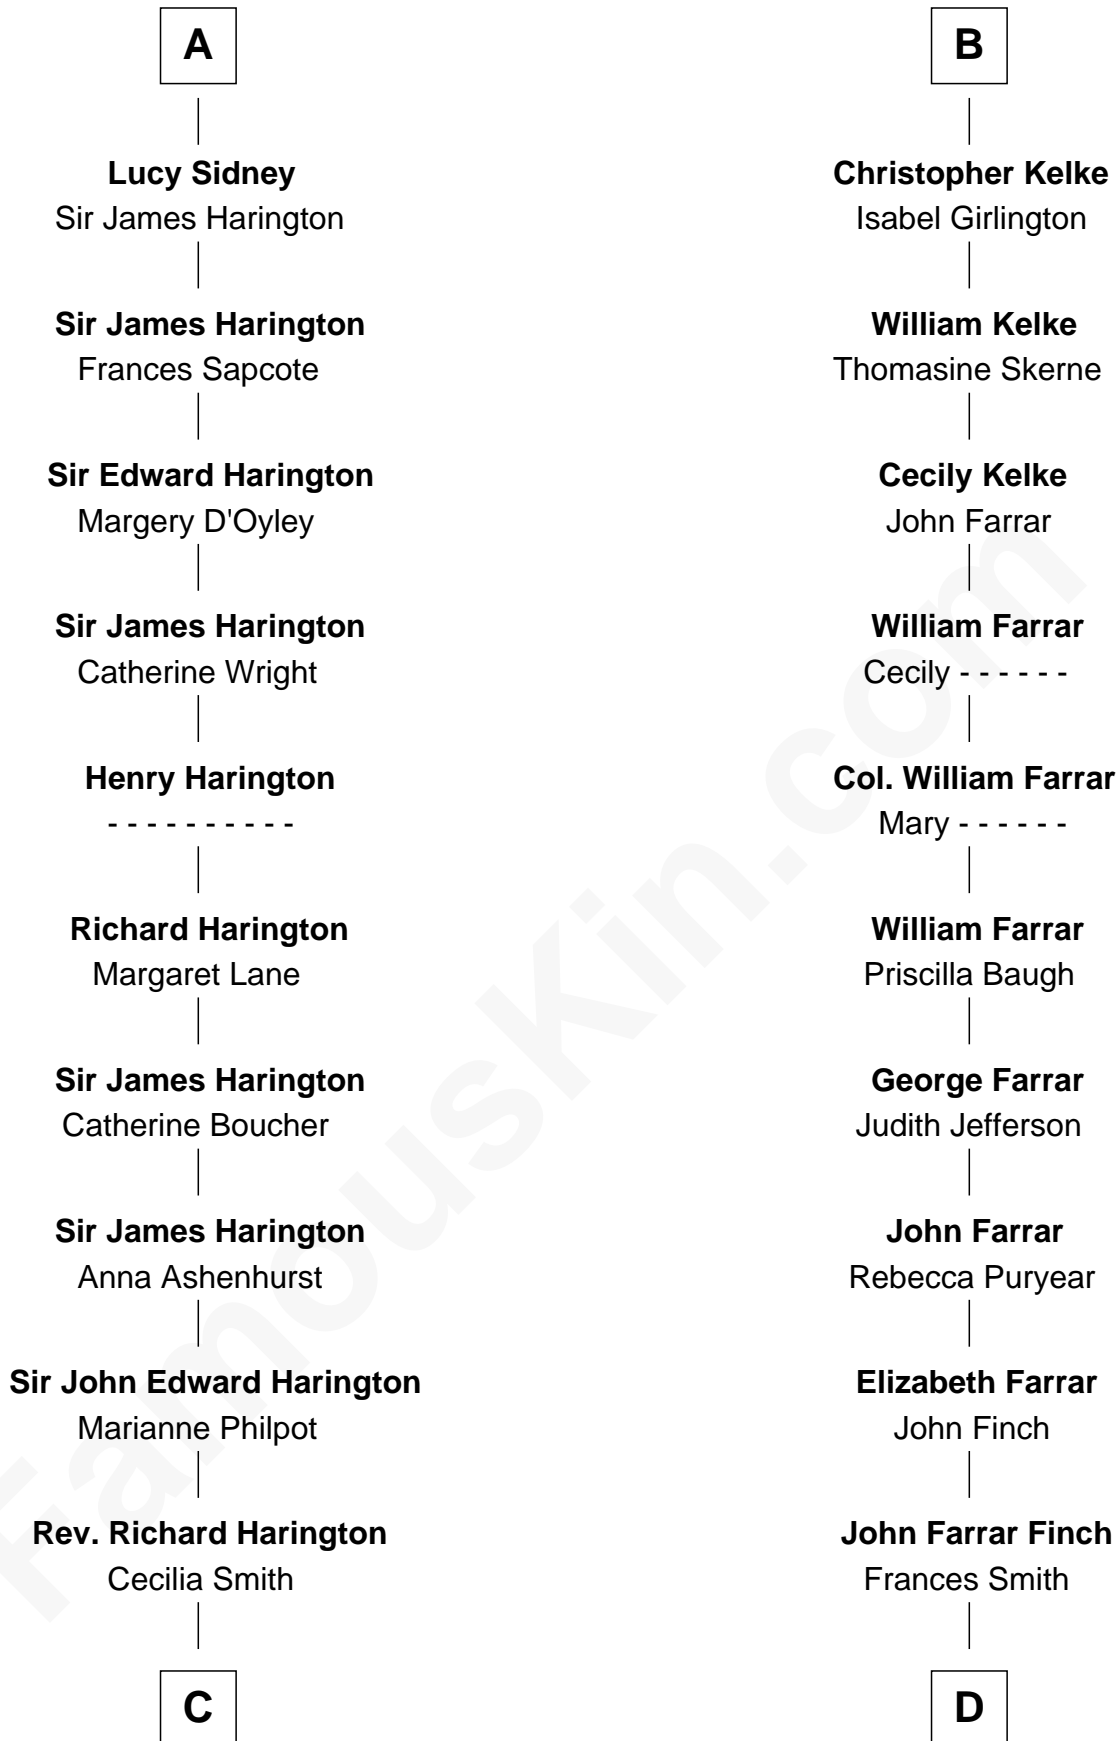 A
Lucy Sidney
Sir James Harington
Sir James Harington
Frances Sapcote
Sir Edward Harington
Margery D'Oyley
Sir James Harington
Catherine Wright
Henry Harington
- - - - - - - - - -
Richard Harington
Margaret Lane
Sir James Harington
Catherine Boucher
Sir James Harington
Anna Ashenhurst
Sir John Edward Harington
Marianne Philpot
Rev. Richard Harington
Cecilia Smith
C
B
Christopher Kelke
Isabel Girlington
William Kelke
Thomasine Skerne
Cecily Kelke
John Farrar
William Farrar
Cecily - - - - - -
Col. William Farrar
Mary - - - - - -
William Farrar
Priscilla Baugh
George Farrar
Judith Jefferson
John Farrar
Rebecca Puryear
Elizabeth Farrar
John Finch
John Farrar Finch
Frances Smith
D
FamousKin.com